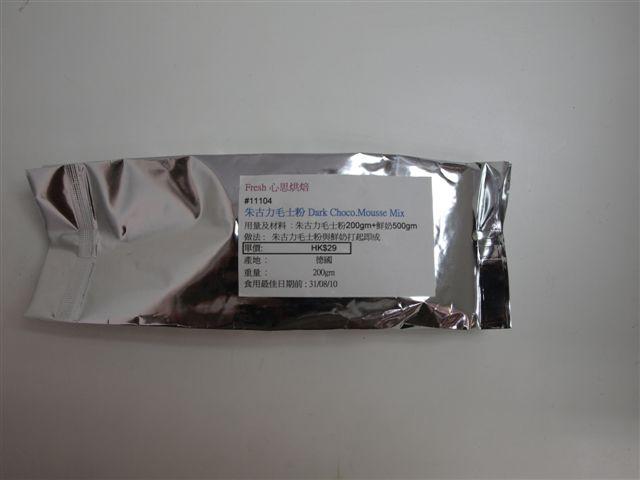 Fresh 心思烘焙
#11104
朱古力毛士粉 Dark Choco.Mousse Mix
用量及材料 : 朱古力毛士粉200gm+鮮奶500gm
做法 : 朱古力毛士粉與鮮奶打起即成
單價: HK$29
產地 : 德國
重量 : 200gm
食用最佳日期前 : 31/08/10